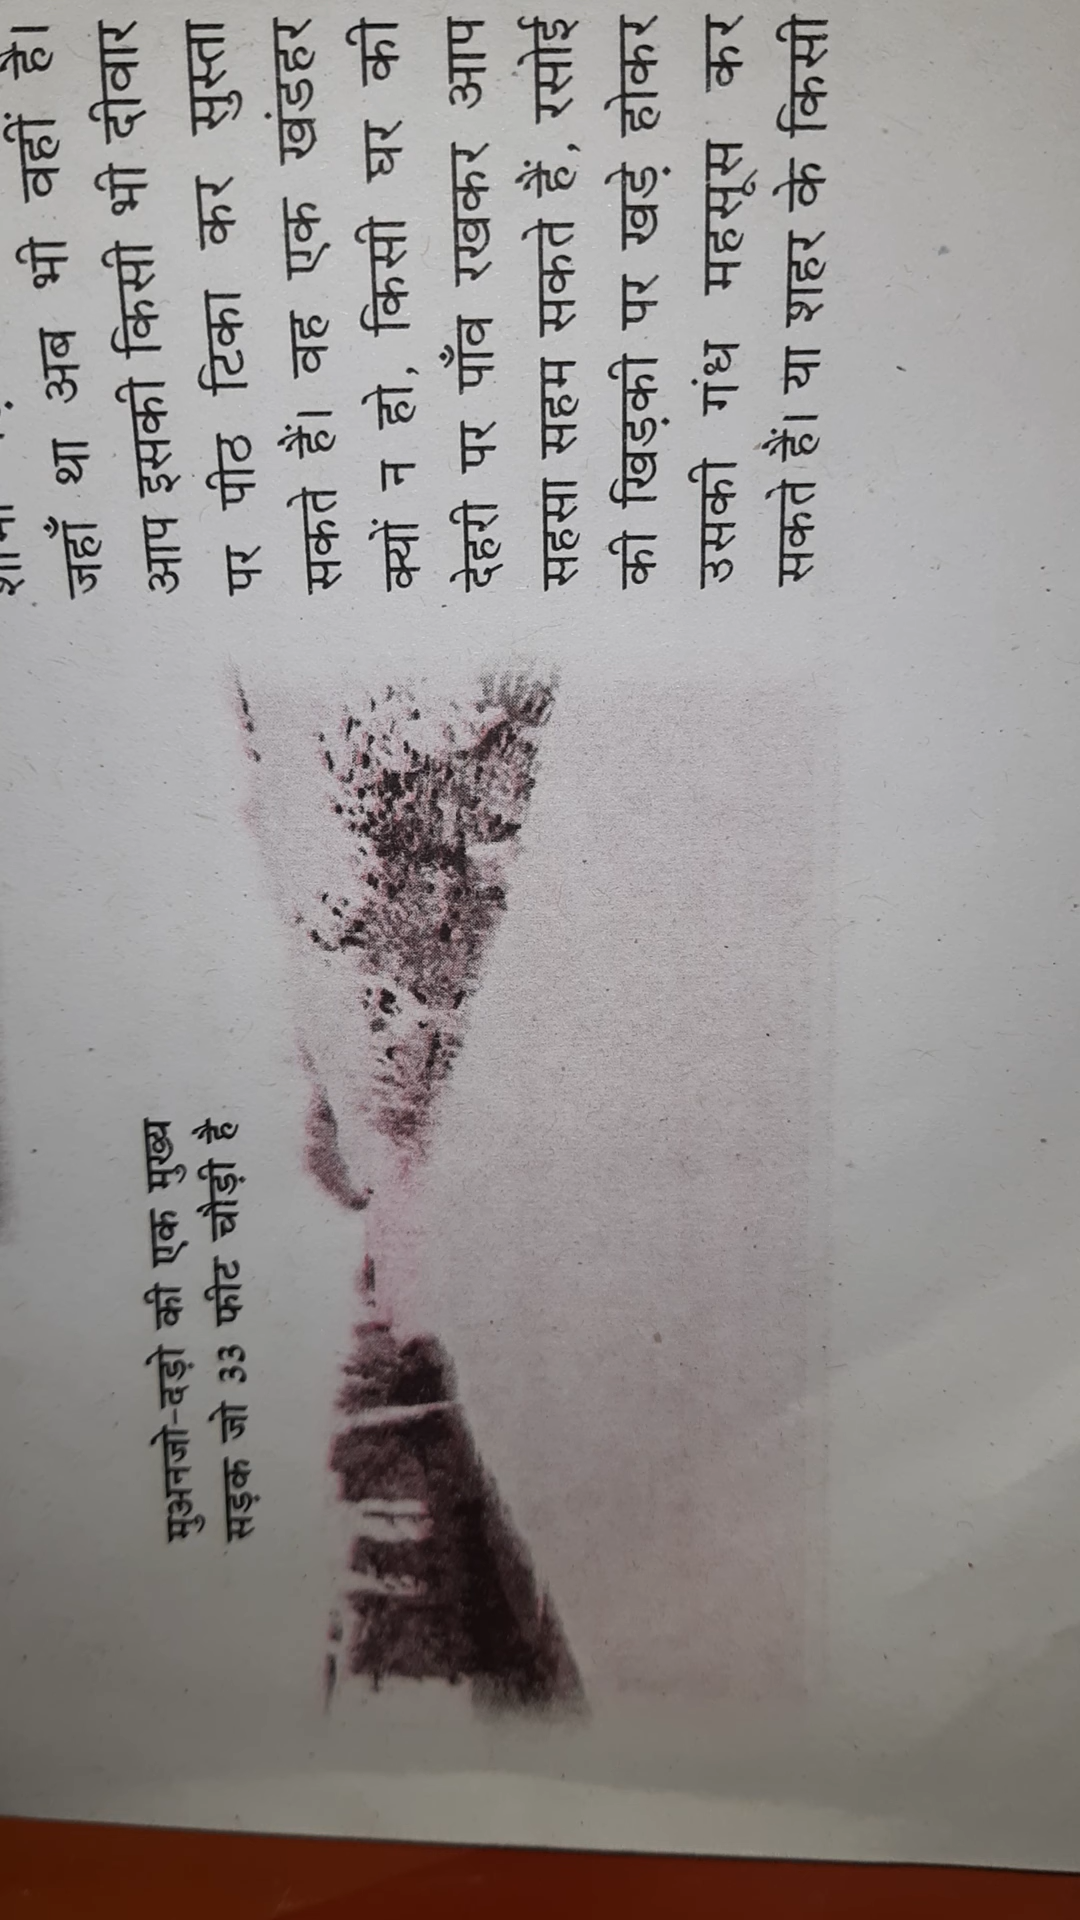 मुअनजो-दड़ो की एक मुख्य
सड़क जो 33 फीट चौड़ी है
जहाँ था अब भी वहीं है।
आप इसकी किसी भी दीवार
पर पीठ टिका कर सुस्ता
सकते हैं। वह एक खंडहर
क्यों न हो, किसी घर की
देहरी पर पाँव रखकर आप
सहसा सहम सकते हैं, रसोई
की खिड़की पर खड़े होकर
उसकी गंध महसूस कर
सकते हैं। या शहर के किसी